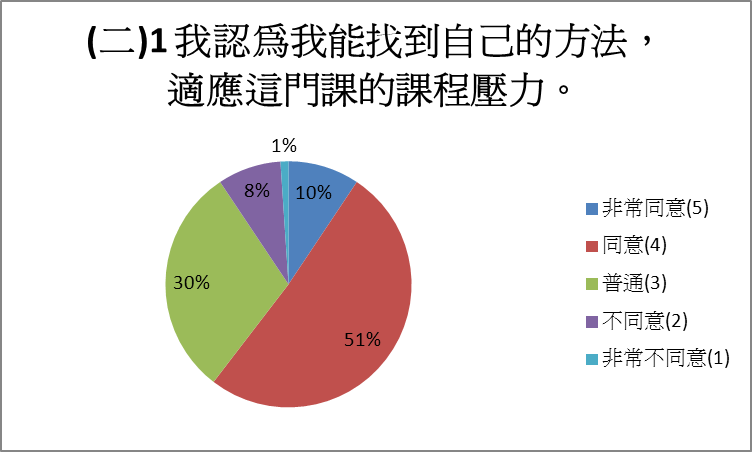 (二)1 我認爲我能找到自己的方法，
適應這門課的課程壓力。
1%
8%
10%
30%
51%
非常同意(5)
同意(4)
普通(3)
不同意(2)
非常不同意(1)